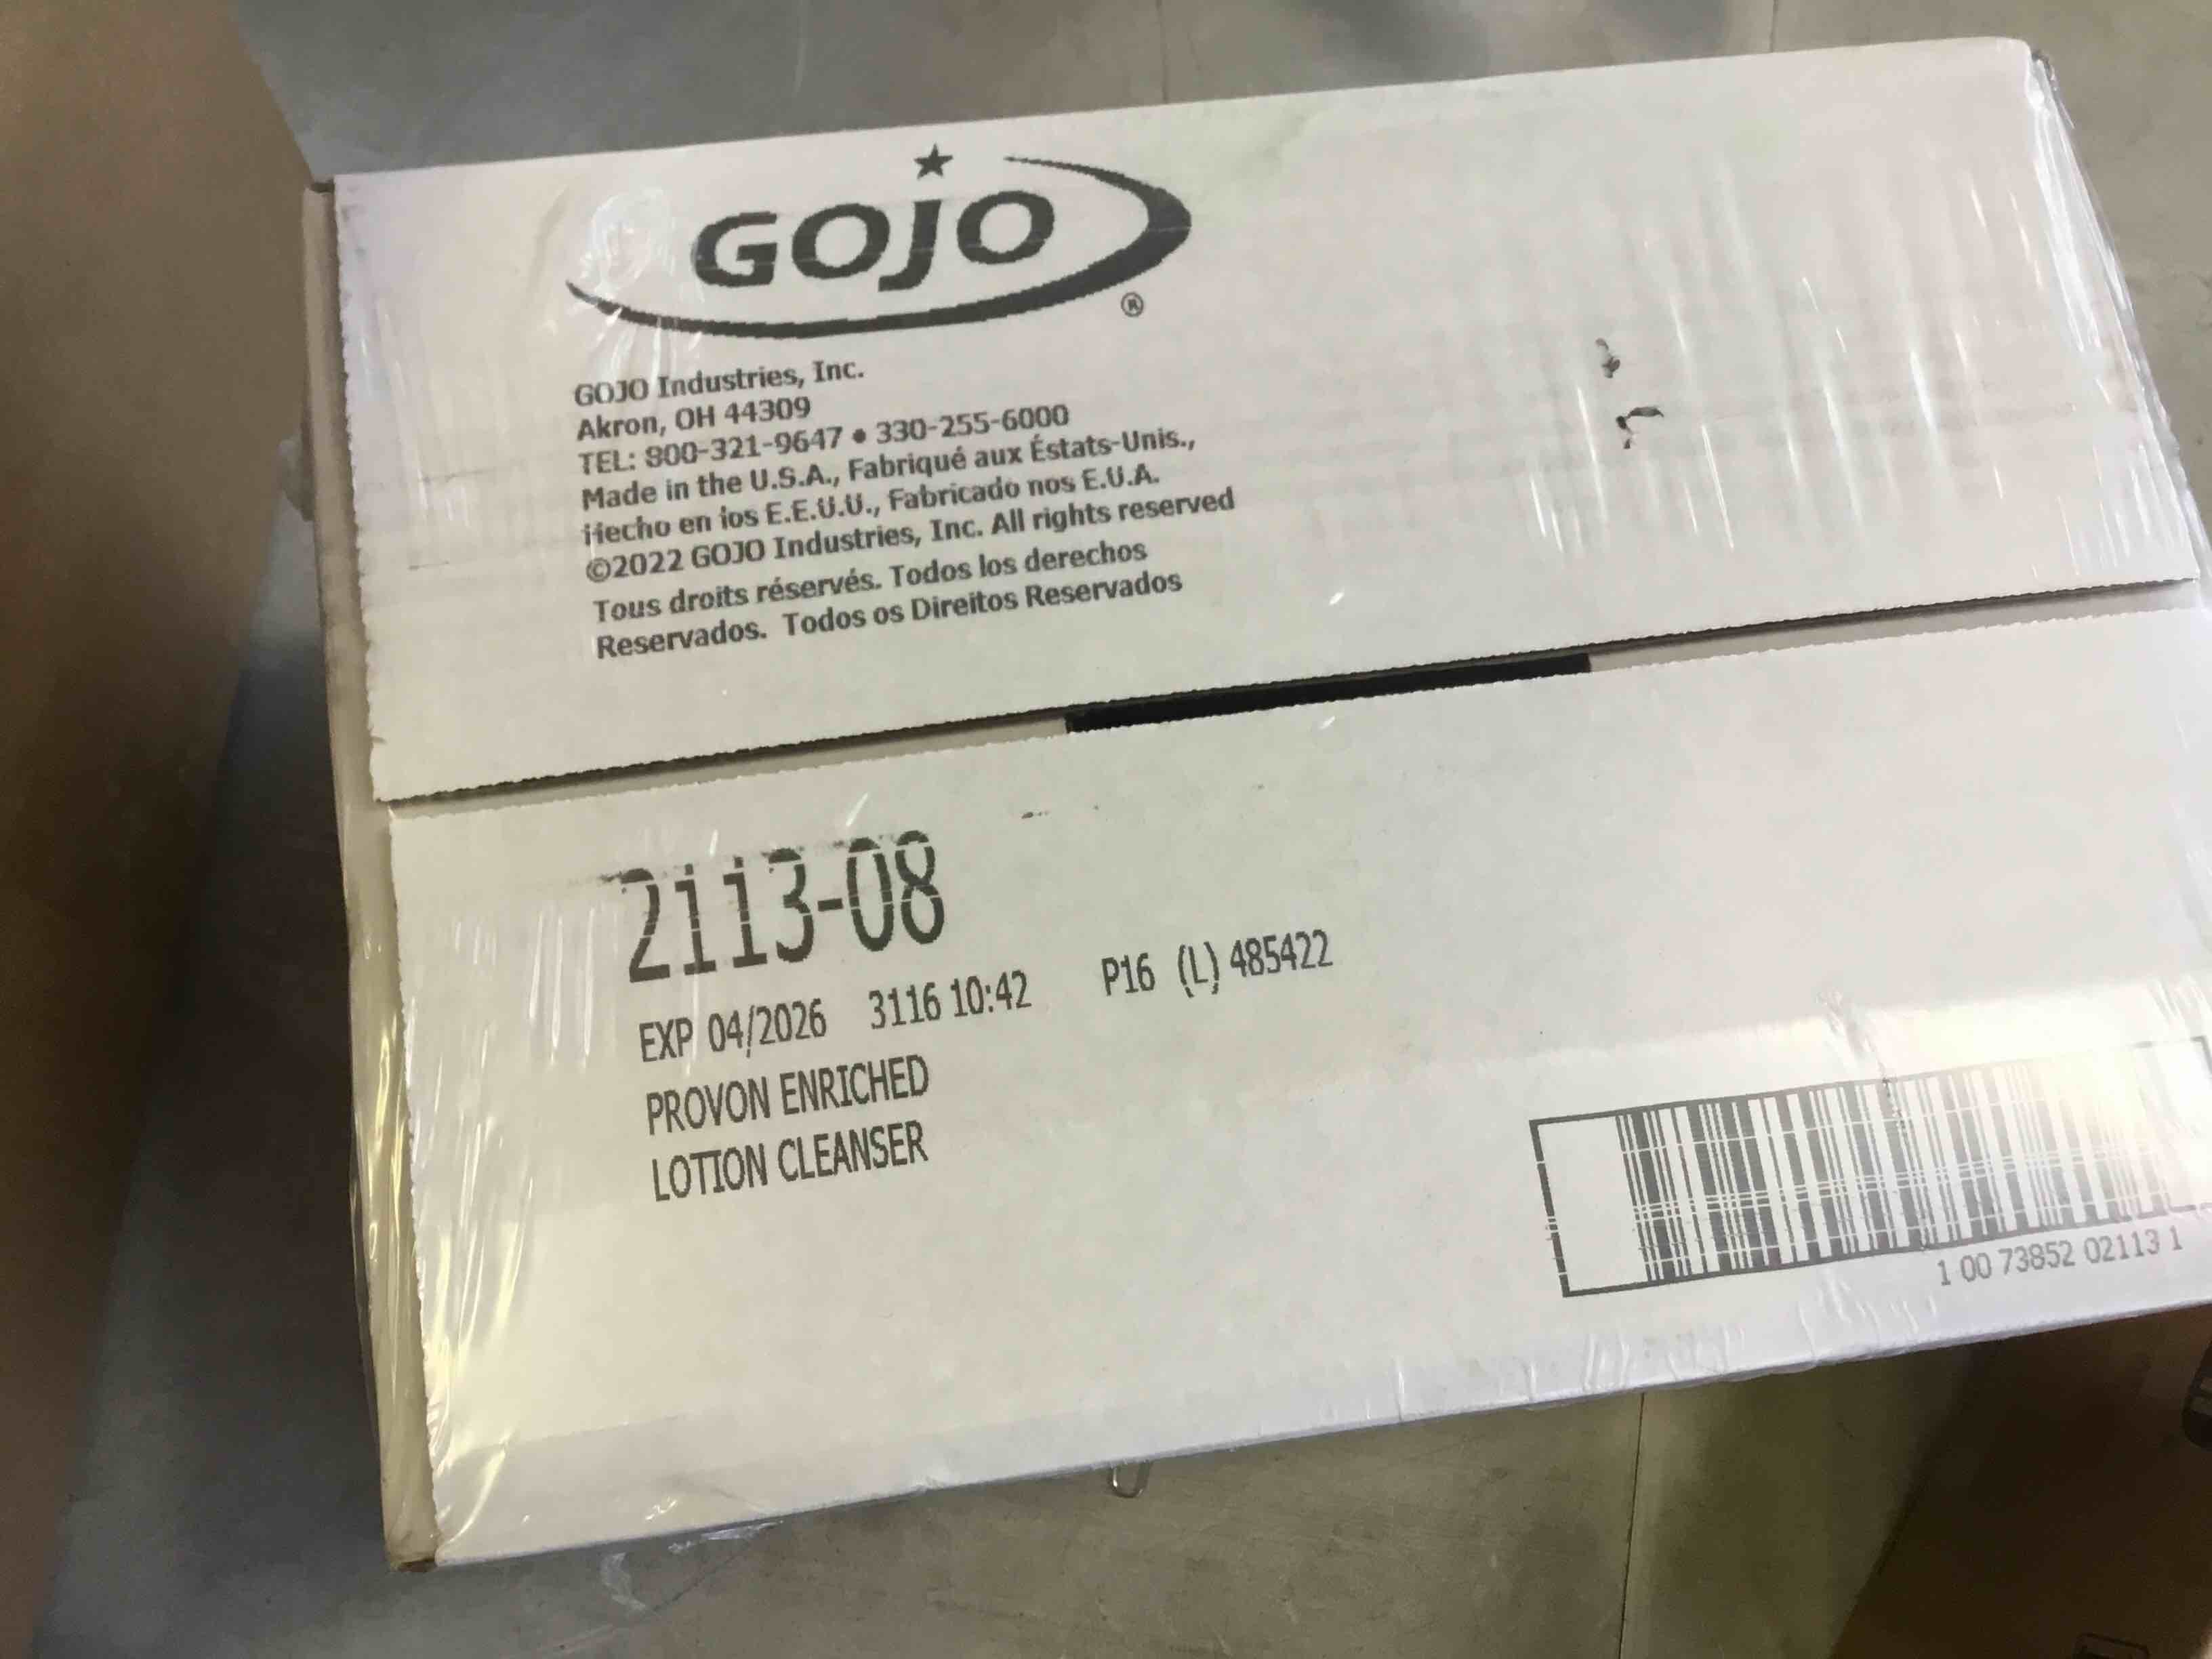 GOJO
®
GOJO Industries, Inc.
Akron, OH 44309
TEL: 800-321-9647 • 330-255-6000
Made in the U.S.A., Fabriqué aux Éstats-Unis.,
Hecho en los E.E.U.U., Fabricado nos E.U.A.
©2022 GOJO Industries, Inc. All rights reserved
Tous droits réservés. Todos los derechos
Reservados. Todos os Direitos Reservados
2113-08
EXP 04/2026 3116 10:42 P16 (L) 485422
PROVON ENRICHED
LOTION CLEANSER
1 00 73852 02113 1